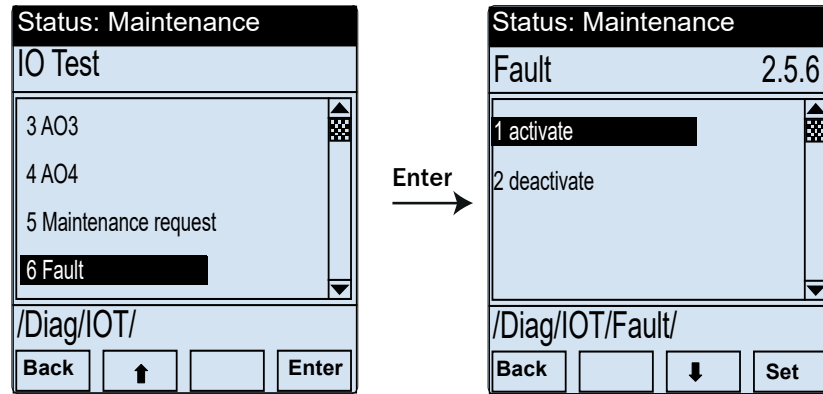 Status: Maintenance
IO Test
3 AO3
4 AO4
5 Maintenance request
6 Fault
/Diag/IOT/
Back Enter
Enter
Status: Maintenance
Fault 2.5.6
1 activate
2 deactivate
/Diag/IOT/Fault/
Back Set